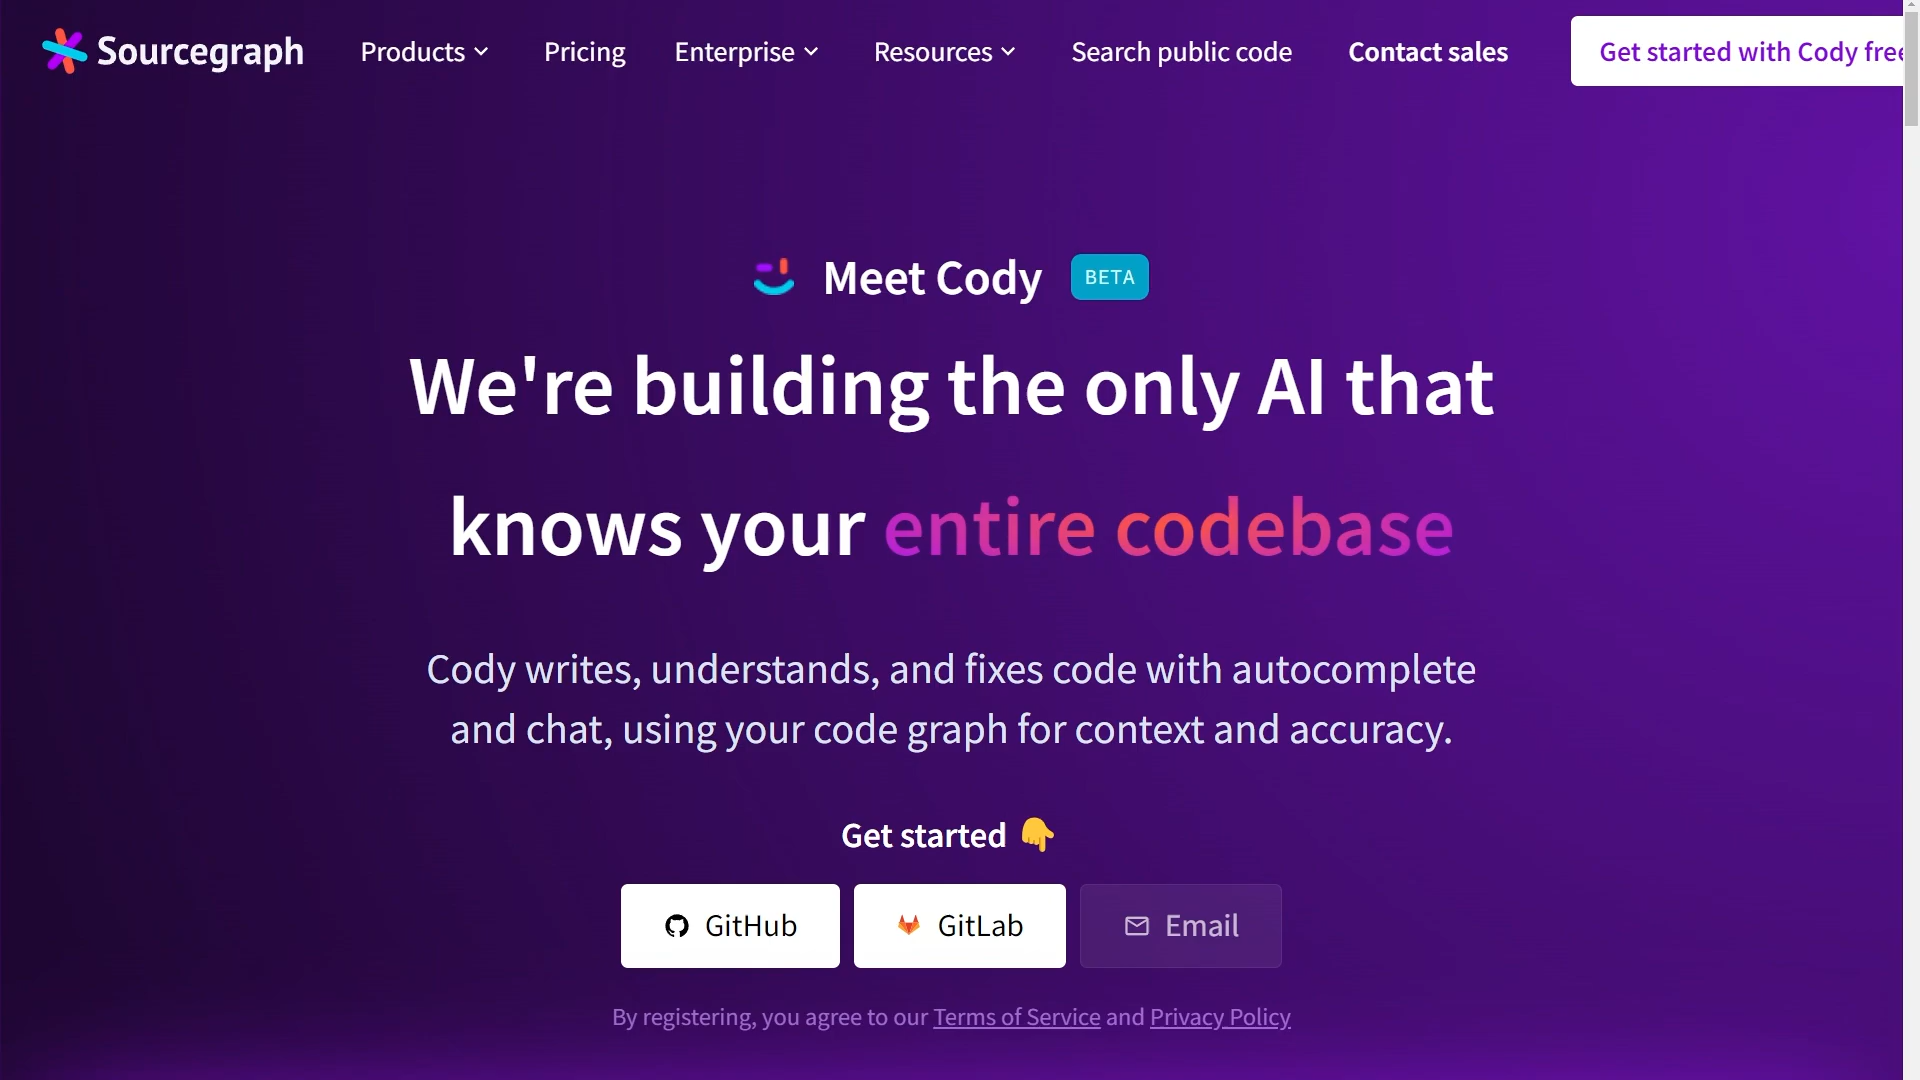 Sourcegraph Products Pricing Enterprise Resources Search public code Contact sales Get started with Cody free
Meet Cody BETA
We're building the only AI that
knows your entire codebase
Cody writes, understands, and fixes code with autocomplete
and chat, using your code graph for context and accuracy.
Get started 👇
GitHub GitLab Email
By registering, you agree to our Terms of Service and Privacy Policy